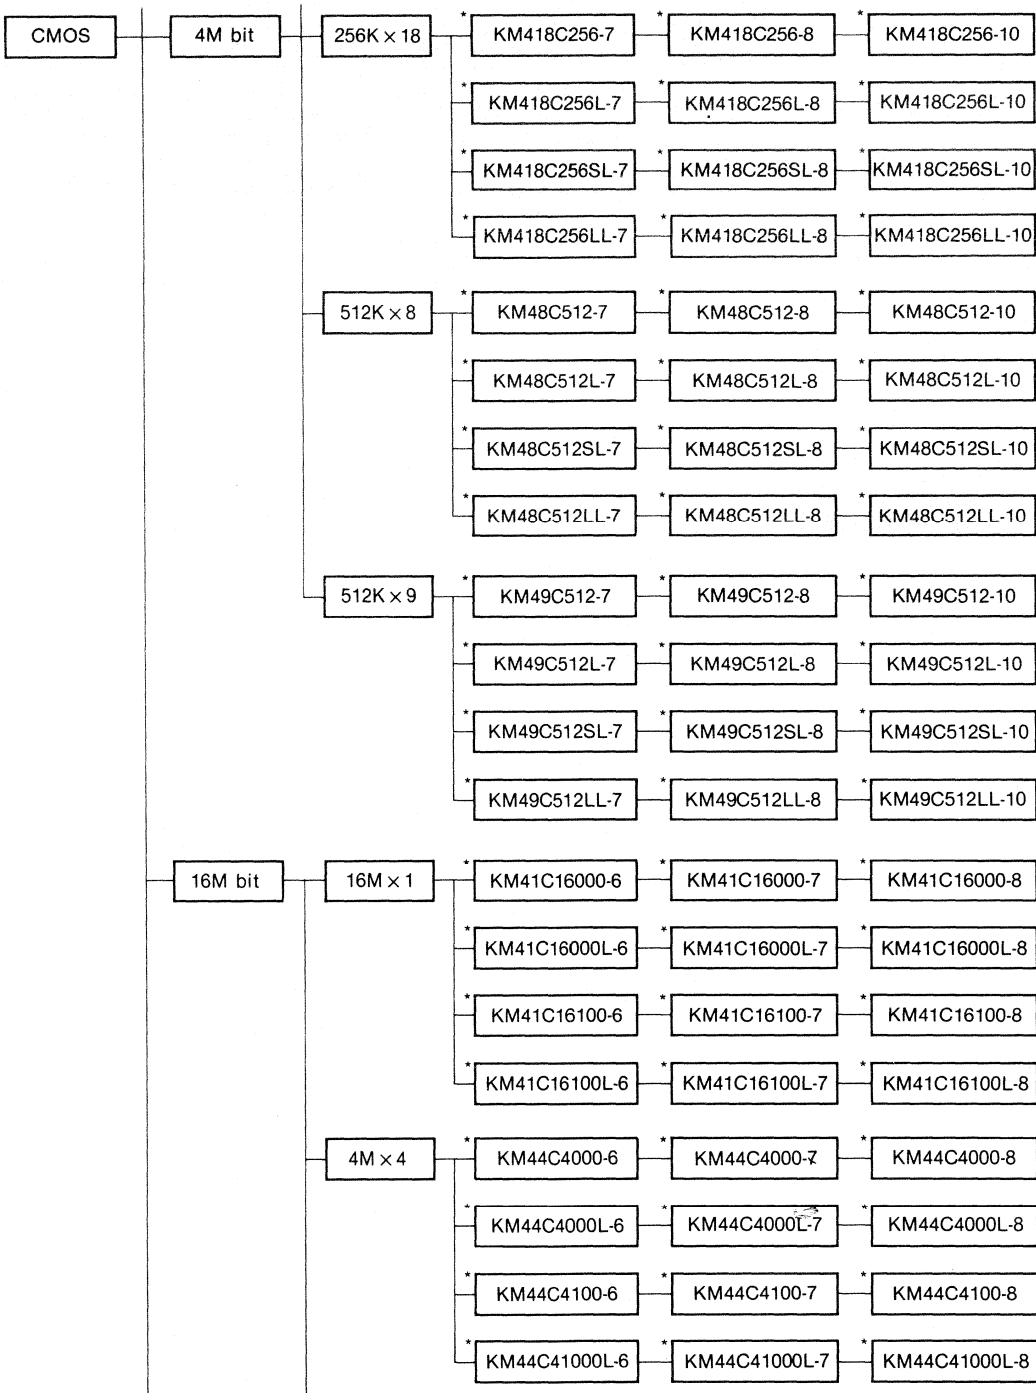 CMOS 4M bit 256K × 18 * KM418C256-7 * KM418C256-8 * KM418C256-10
* KM418C256L-7 * KM418C256L-8 * KM418C256L-10
* KM418C256SL-7 * KM418C256SL-8 * KM418C256SL-10
* KM418C256LL-7 * KM418C256LL-8 * KM418C256LL-10
512K × 8 * KM48C512-7 * KM48C512-8 * KM48C512-10
* KM48C512L-7 * KM48C512L-8 * KM48C512L-10
* KM48C512SL-7 * KM48C512SL-8 * KM48C512SL-10
* KM48C512LL-7 * KM48C512LL-8 * KM48C512LL-10
512K × 9 * KM49C512-7 * KM49C512-8 * KM49C512-10
* KM49C512L-7 * KM49C512L-8 * KM49C512L-10
* KM49C512SL-7 * KM49C512SL-8 * KM49C512SL-10
* KM49C512LL-7 * KM49C512LL-8 * KM49C512LL-10
16M bit 16M × 1 * KM41C16000-6 * KM41C16000-7 * KM41C16000-8
* KM41C16000L-6 * KM41C16000L-7 * KM41C16000L-8
* KM41C16100-6 * KM41C16100-7 * KM41C16100-8
* KM41C16100L-6 * KM41C16100L-7 * KM41C16100L-8
4M × 4 * KM44C4000-6 * KM44C4000-7 * KM44C4000-8
* KM44C4000L-6 * KM44C4000L-7 * KM44C4000L-8
* KM44C4100-6 * KM44C4100-7 * KM44C4100-8
* KM44C41000L-6 * KM44C41000L-7 * KM44C41000L-8